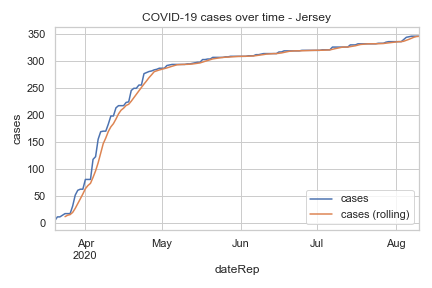 COVID-19 cases over time - Jersey
350
300
250
200
150
100
50
0
cases
cases
cases (rolling)
Apr
2020
May
Jun
Jul
Aug
dateRep